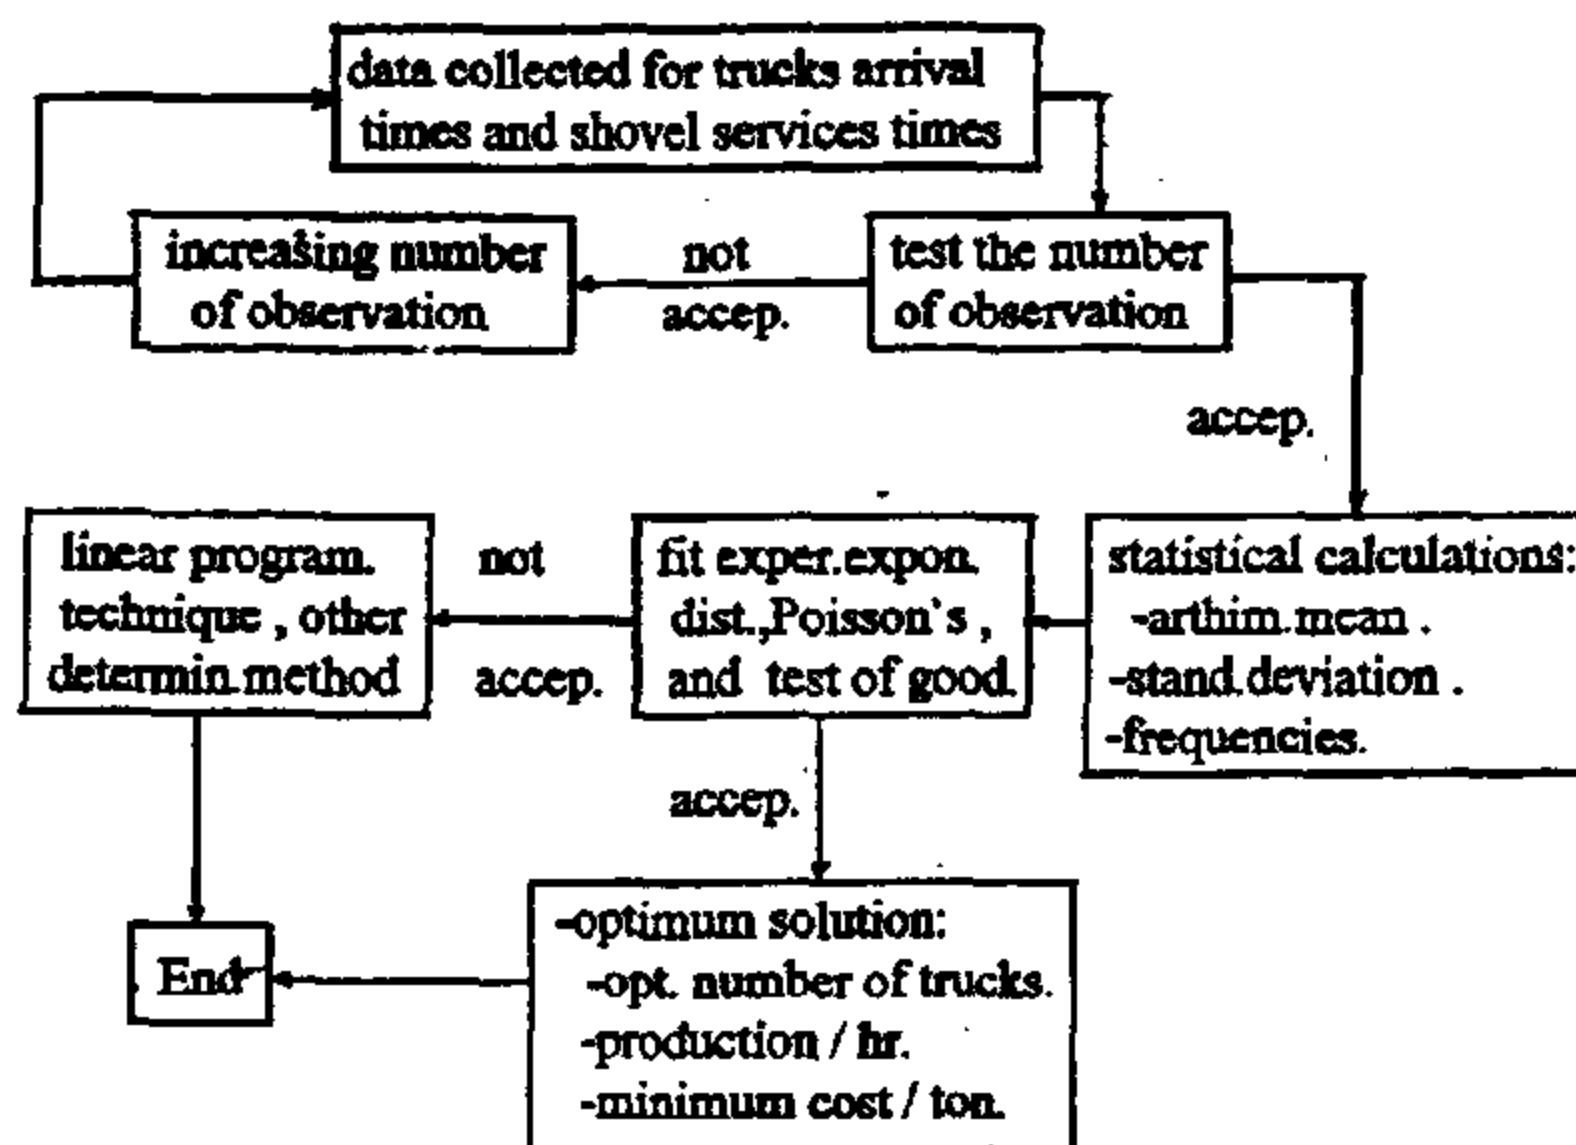 data collected for trucks arrival
times and shovel services times
increasing number
of observation
not
accep.
test the number
of observation
accep.
linear program.
technique , other
determin.method
not
accep.
fit exper.expon.
dist.,Poisson's ,
and test of good.
statistical calculations:
-arthim.mean .
-stand.deviation .
-frequencies.
accep.
End
-optimum solution:
-opt. number of trucks.
-production / hr.
-minimum cost / ton.